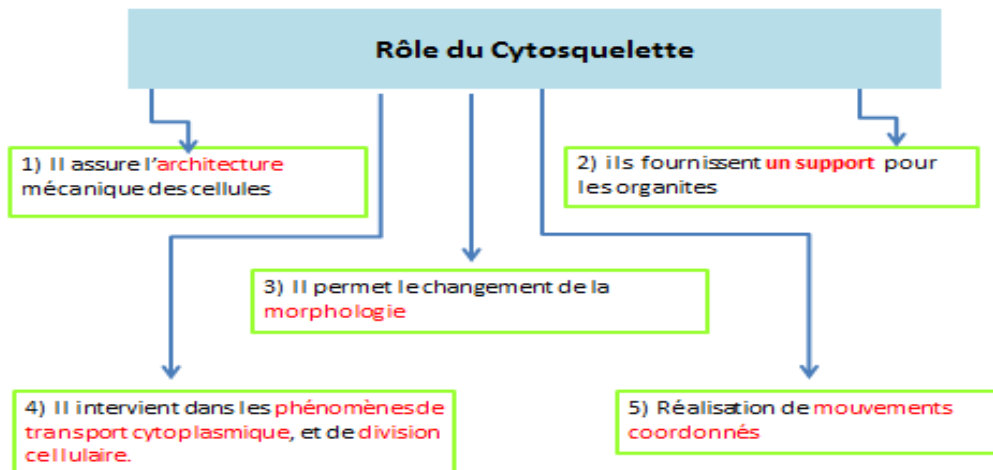 Rôle du Cytosquelette
1) Il assure l'architecture
mécanique des cellules
2) ils fournissent un support pour
les organites
3) Il permet le changement de la
morphologie
4) Il intervient dans les phénomènes de
transport cytoplasmique, et de division
cellulaire.
5) Réalisation de mouvements
coordonnés